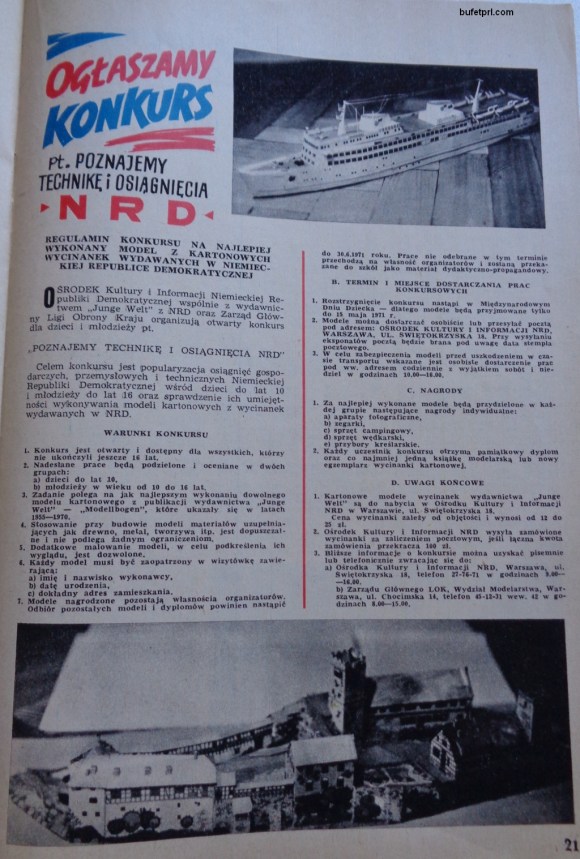 bufetprl.com
OGŁASZAMY
KONKURS
pt. POZNAJEMY
TECHNIKĘ i OSIĄGNIĘCIA
NRD
REGULAMIN KONKURSU NA NAJLEPIEJ
WYKONANY MODEL Z KARTONOWYCH
WYCINANEK WYDAWANYCH W NIEMIEC-
KIEJ REPUBLICE DEMOKRATYCZNEJ
OŚRODEK Kultury i Informacji Niemieckiej Re-
publiki Demokratycznej wspólnie z wydawnic-
twem „Junge Welt” z NRD oraz Zarząd Głów-
ny Ligi Obrony Kraju organizują otwarty konkurs
dla dzieci i młodzieży pt.
„POZNAJEMY TECHNIKĘ I OSIĄGNIĘCIA NRD”
Celem konkursu jest popularyzacja osiągnięć gospo-
darczych, przemysłowych i technicznych Niemieckiej
Republiki Demokratycznej wśród dzieci do lat 10
i młodzieży do lat 16 oraz sprawdzenie ich umiejęt-
ności wykonywania modeli kartonowych z wycinanek
wydawanych w NRD.
WARUNKI KONKURSU
1. Konkurs jest otwarty i dostępny dla wszystkich, którzy
nie ukończyli jeszcze 16 lat.
2. Nadesłane prace będą podzielone i oceniane w dwóch
grupach:
a) dzieci do lat 10,
b) młodzieży w wieku od 10 do 16 lat.
3. Zadanie polega na jak najlepszym wykonaniu dowolnego
modelu kartonowego z publikacji wydawnictwa „Junge
Welt” — „Modellbogen”, które ukazały się w latach
1955—1970.
4. Stosowanie przy budowie modeli materiałów uzupełnia-
jących jak drewno, metal, tworzywa itp. jest dopuszczal-
ne i nie podlega żadnym ograniczeniom.
5. Dodatkowe malowanie modeli, w celu podkreślenia ich
wyglądu, jest dozwolone.
6. Każdy model musi być zaopatrzony w wizytówkę zawie-
rającą:
a) imię i nazwisko wykonawcy,
b) datę urodzenia,
c) dokładny adres zamieszkania.
7. Modele nagrodzone pozostają własnością organizatorów.
Odbiór pozostałych modeli i dyplomów powinien nastąpić
do 30.6.1971 roku. Prace nie odebrane w tym terminie
przechodzą na własność organizatorów i zostaną przeka-
zane do szkół jako materiał dydaktyczno-propagandowy.
B. TERMIN I MIEJSCE DOSTARCZANIA PRAC
KONKURSOWYCH
1. Rozstrzygnięcie konkursu nastąpi w Międzynarodowym
Dniu Dziecka — dlatego modele będą przyjmowane tylko
do 15 maja 1971 r.
2. Modele można dostarczać osobiście lub przesyłać pocztą
pod adresem: OŚRODEK KULTURY I INFORMACJI NRD,
WARSZAWA, UL. ŚWIĘTOKRZYSKA 18. Przy wysyłaniu
eksponatów pocztą będzie brana pod uwagę data stempla
pocztowego.
3. W celu zabezpieczenia modeli przed uszkodzeniem w cza-
sie transportu wskazane jest osobiste dostarczanie prac
pod ww. adresem codziennie z wyjątkiem sobót i nie-
dziel w godzinach 10.00—18.00.
C. NAGRODY
1. Za najlepiej wykonane modele będą przydzielone w każ-
dej grupie następujące nagrody indywidualne:
a) aparaty fotograficzne,
b) zegarki,
c) sprzęt campingowy,
d) sprzęt wędkarski,
e) przybory kreślarskie.
2. Każdy uczestnik konkursu otrzyma pamiątkowy dyplom
oraz co najmniej jedną książkę modelarską lub nowy
egzemplarz wycinanki kartonowej.
D. UWAGI KOŃCOWE
1. Kartonowe modele wycinanek wydawnictwa „Junge
Welt” są do nabycia w Ośrodku Kultury i Informacji
NRD w Warszawie, ul. Świętokrzyska 18.
Cena wycinanki zależy od objętości i wynosi od 12 do
25 zł.
2. Ośrodek Kultury i Informacji NRD wysyła zamówione
wycinanki za zaliczeniem pocztowym, jeśli łączna kwota
zamówienia przekracza 100 zł.
3. Bliższe informacje o konkursie można uzyskać pisemnie
lub telefonicznie zwracając się do:
a) Ośrodka Kultury i Informacji NRD, Warszawa, ul.
Świętokrzyska 18, telefon 27-76-71 w godzinach 9.00—
—16.00,
b) Zarządu Głównego LOK, Wydział Modelarstwa, War-
szawa, ul. Chocimska 14, telefon 45-12-31 wew. 42 w go-
dzinach 8.00—15.00.
21